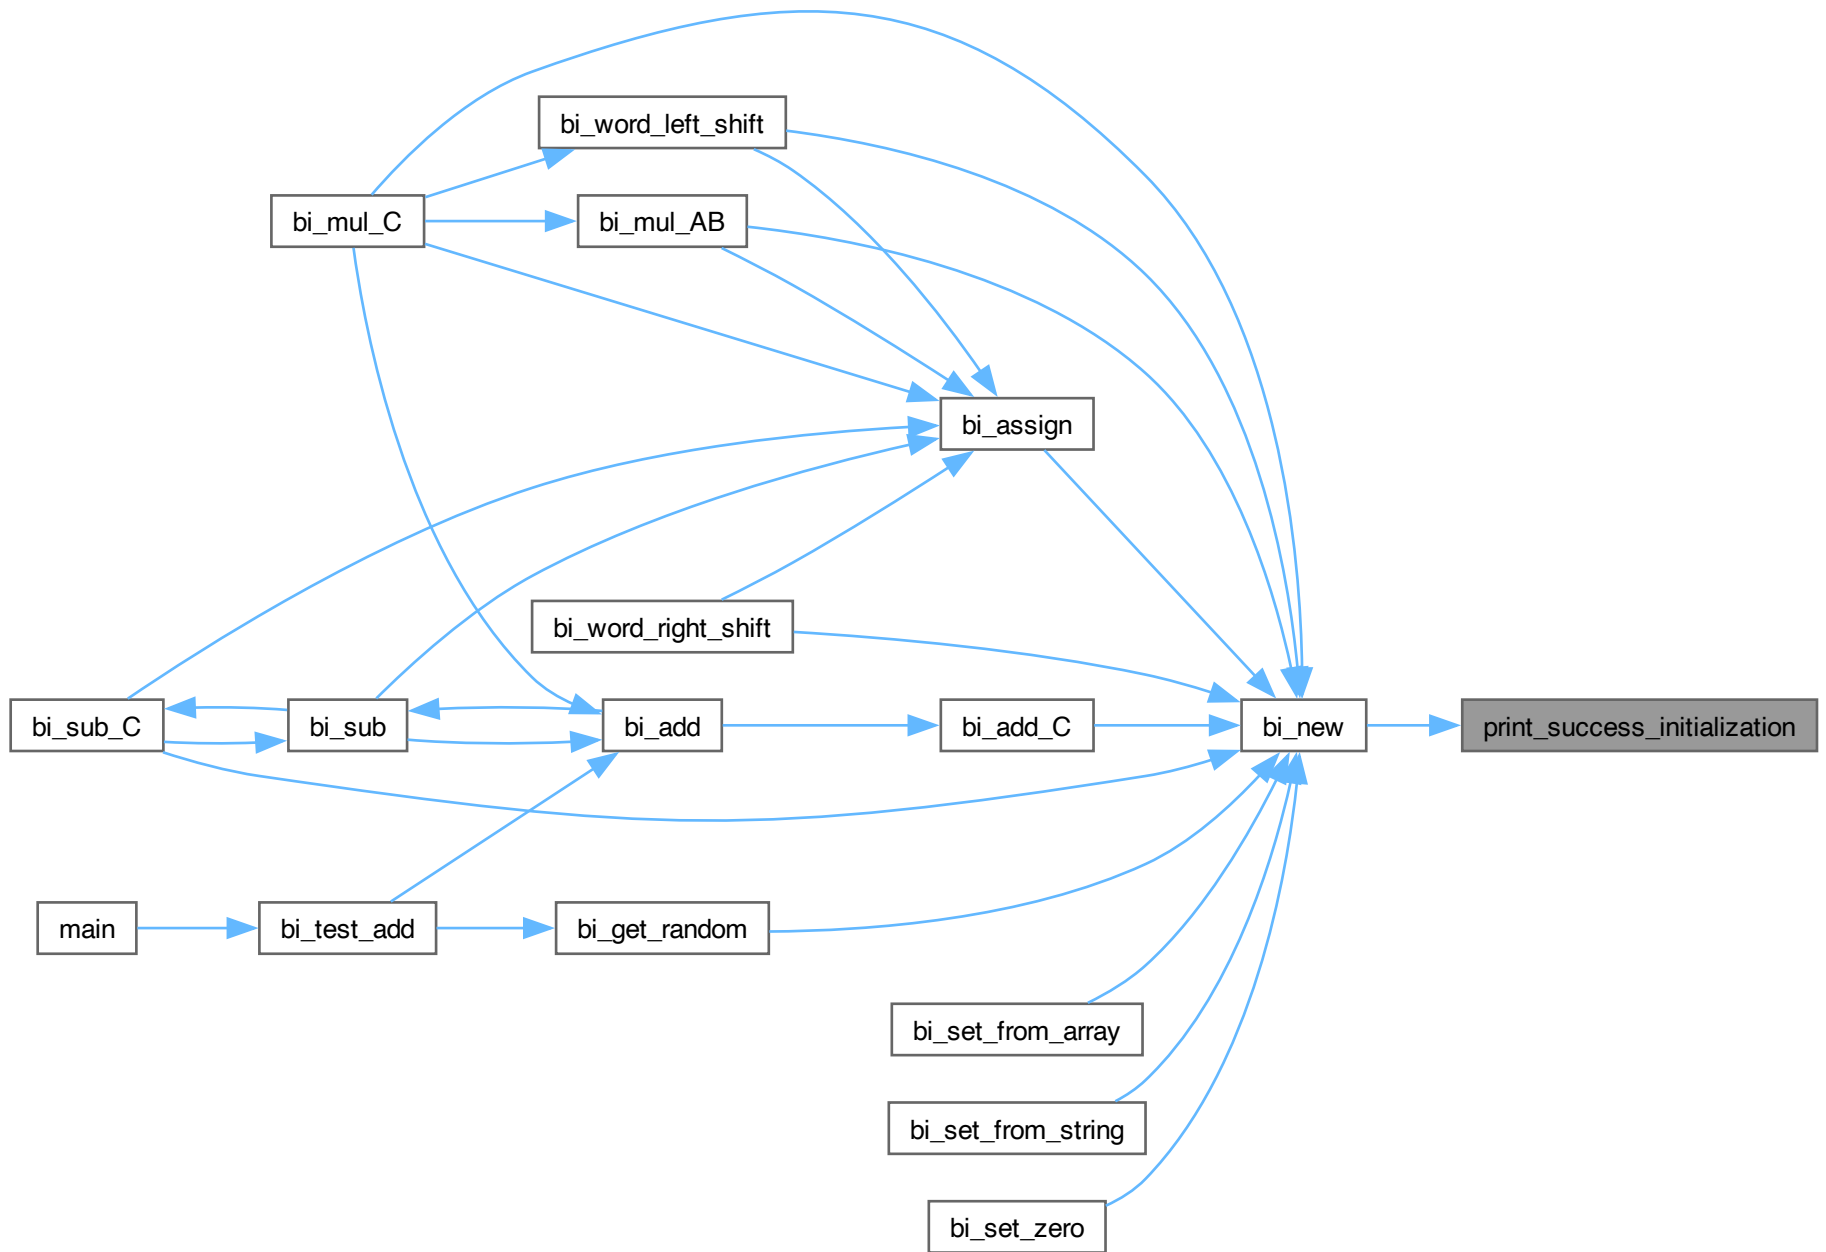 bi_word_left_shift
bi_mul_C
bi_mul_AB
bi_assign
bi_word_right_shift
bi_sub_C
bi_sub
bi_add
bi_add_C
bi_new
print_success_initialization
main
bi_test_add
bi_get_random
bi_set_from_array
bi_set_from_string
bi_set_zero